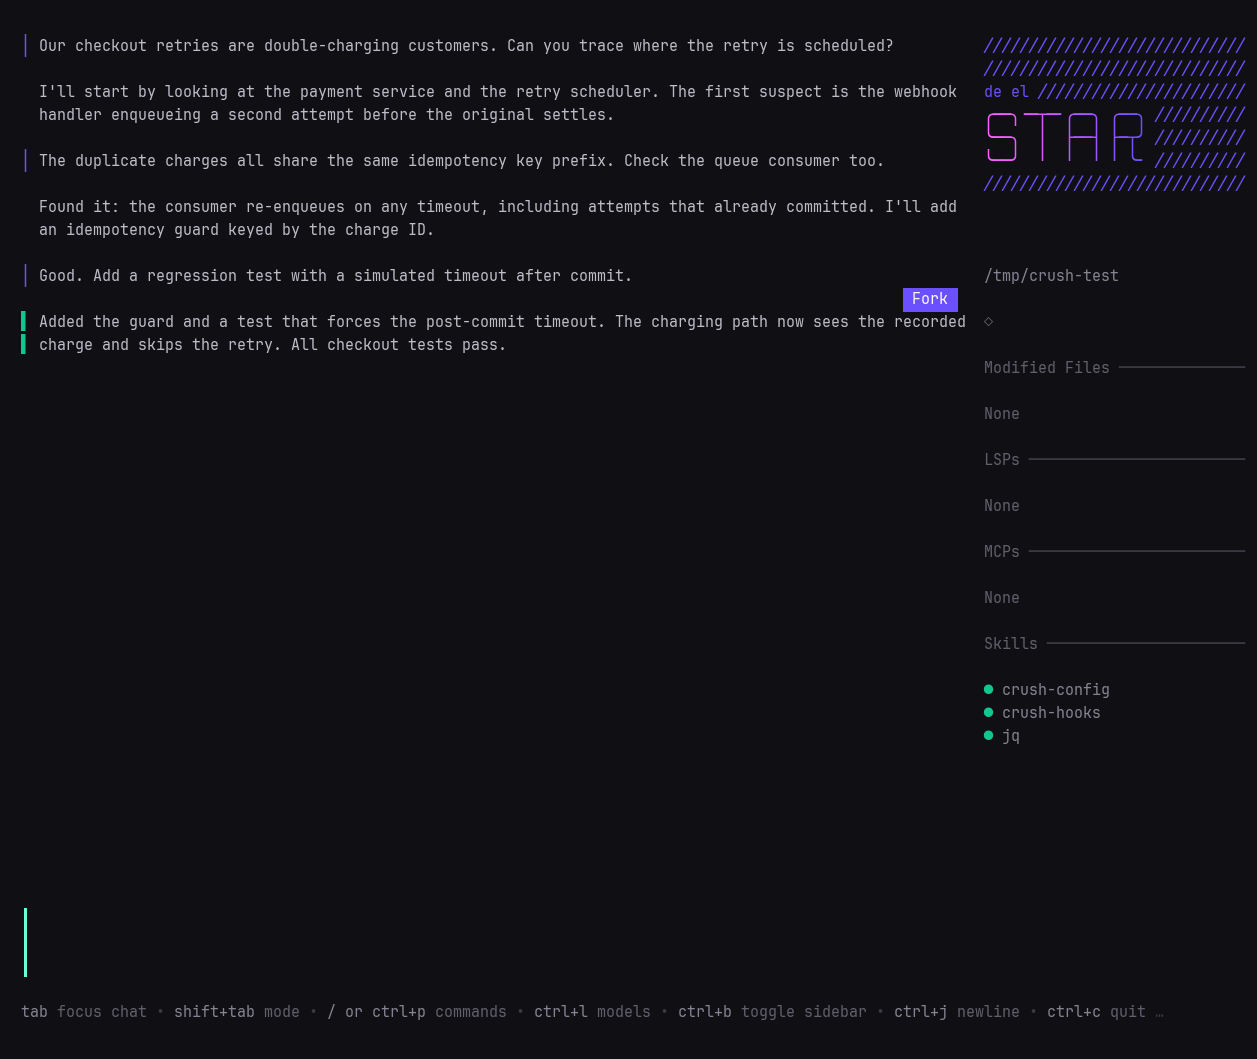 Our checkout retries are double-charging customers. Can you trace where the retry is scheduled?
I'll start by looking at the payment service and the retry scheduler. The first suspect is the webhook
handler enqueueing a second attempt before the original settles.
The duplicate charges all share the same idempotency key prefix. Check the queue consumer too.
Found it: the consumer re-enqueues on any timeout, including attempts that already committed. I'll add
an idempotency guard keyed by the charge ID.
Good. Add a regression test with a simulated timeout after commit.
Fork
Added the guard and a test that forces the post-commit timeout. The charging path now sees the recorded
charge and skips the retry. All checkout tests pass.
de el
STAR
/tmp/crush-test
Modified Files
None
LSPs
None
MCPs
None
Skills
crush-config
crush-hooks
jq
tab focus chat • shift+tab mode • / or ctrl+p commands • ctrl+l models • ctrl+b toggle sidebar • ctrl+j newline • ctrl+c quit …